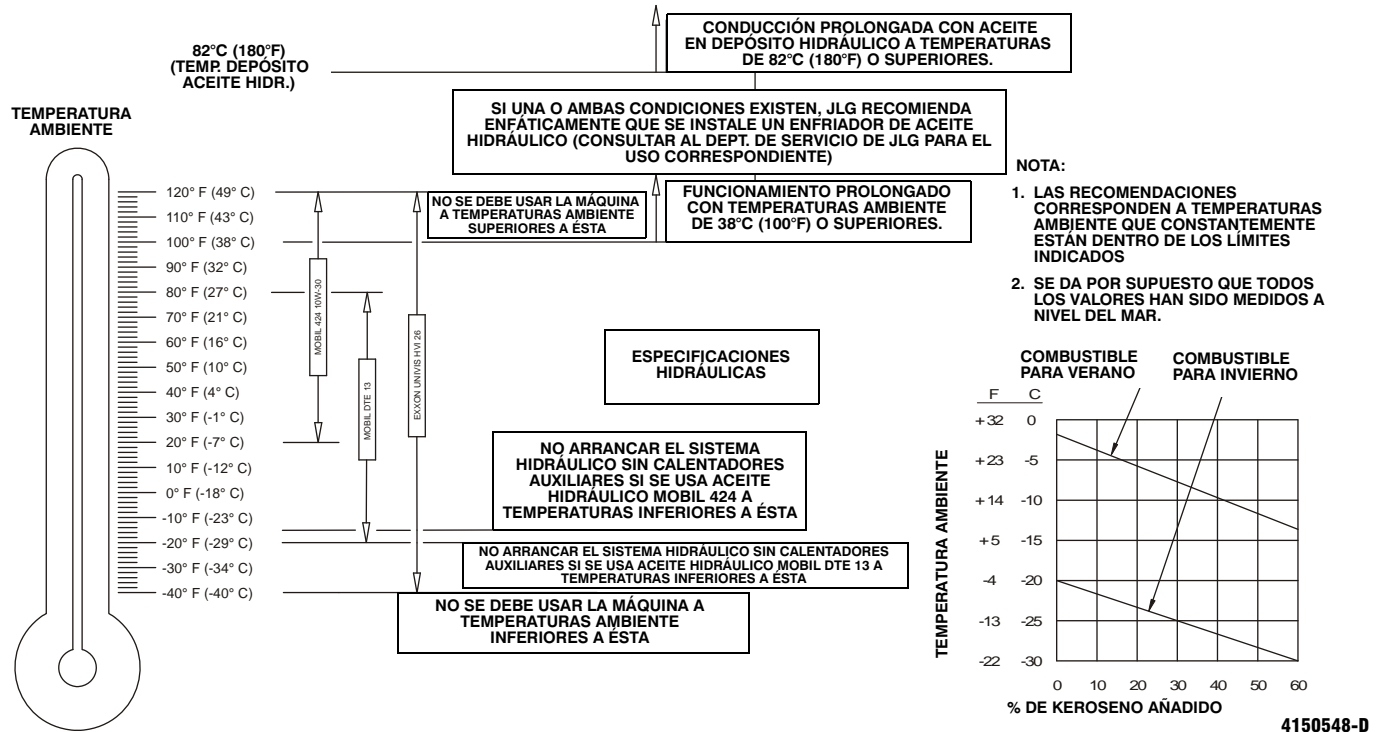 82°C (180°F)
(TEMP. DEPÓSITO
ACEITE HIDR.)
CONDUCCIÓN PROLONGADA CON ACEITE
EN DEPÓSITO HIDRÁULICO A TEMPERATURAS
DE 82°C (180°F) O SUPERIORES.
TEMPERATURA
AMBIENTE
SI UNA O AMBAS CONDICIONES EXISTEN, JLG RECOMIENDA
ENFÁTICAMENTE QUE SE INSTALE UN ENFRIADOR DE ACEITE
HIDRÁULICO (CONSULTAR AL DEPT. DE SERVICIO DE JLG PARA EL
USO CORRESPONDIENTE)
120° F (49° C)
110° F (43° C)
100° F (38° C)
90° F (32° C)
80° F (27° C)
70° F (21° C)
60° F (16° C)
50° F (10° C)
40° F (4° C)
30° F (-1° C)
20° F (-7° C)
10° F (-12° C)
0° F (-18° C)
-10° F (-23° C)
-20° F (-29° C)
-30° F (-34° C)
-40° F (-40° C)
MOBIL 424 10W-30
MOBIL DTE 13
EXXON UNIVIS HVI 26
NO SE DEBE USAR LA MÁQUINA
A TEMPERATURAS AMBIENTE
SUPERIORES A ÉSTA
FUNCIONAMIENTO PROLONGADO
CON TEMPERATURAS AMBIENTE
DE 38°C (100°F) O SUPERIORES.
ESPECIFICACIONES
HIDRÁULICAS
NO ARRANCAR EL SISTEMA
HIDRÁULICO SIN CALENTADORES
AUXILIARES SI SE USA ACEITE
HIDRÁULICO MOBIL 424 A
TEMPERATURAS INFERIORES A ÉSTA
NO ARRANCAR EL SISTEMA HIDRÁULICO SIN CALENTADORES
AUXILIARES SI SE USA ACEITE HIDRÁULICO MOBIL DTE 13 A
TEMPERATURAS INFERIORES A ÉSTA
NO SE DEBE USAR LA MÁQUINA A
TEMPERATURAS AMBIENTE
INFERIORES A ÉSTA
NOTA:
1. LAS RECOMENDACIONES
CORRESPONDEN A TEMPERATURAS
AMBIENTE QUE CONSTANTEMENTE
ESTÁN DENTRO DE LOS LÍMITES
INDICADOS
2. SE DA POR SUPUESTO QUE TODOS
LOS VALORES HAN SIDO MEDIDOS A
NIVEL DEL MAR.
COMBUSTIBLE
PARA VERANO
COMBUSTIBLE
PARA INVIERNO
F C
+32 0
+23 -5
+14 -10
+5 -15
-4 -20
-13 -25
-22 -30
TEMPERATURA AMBIENTE
0 10 20 30 40 50 60
% DE KEROSENO AÑADIDO
4150548-D